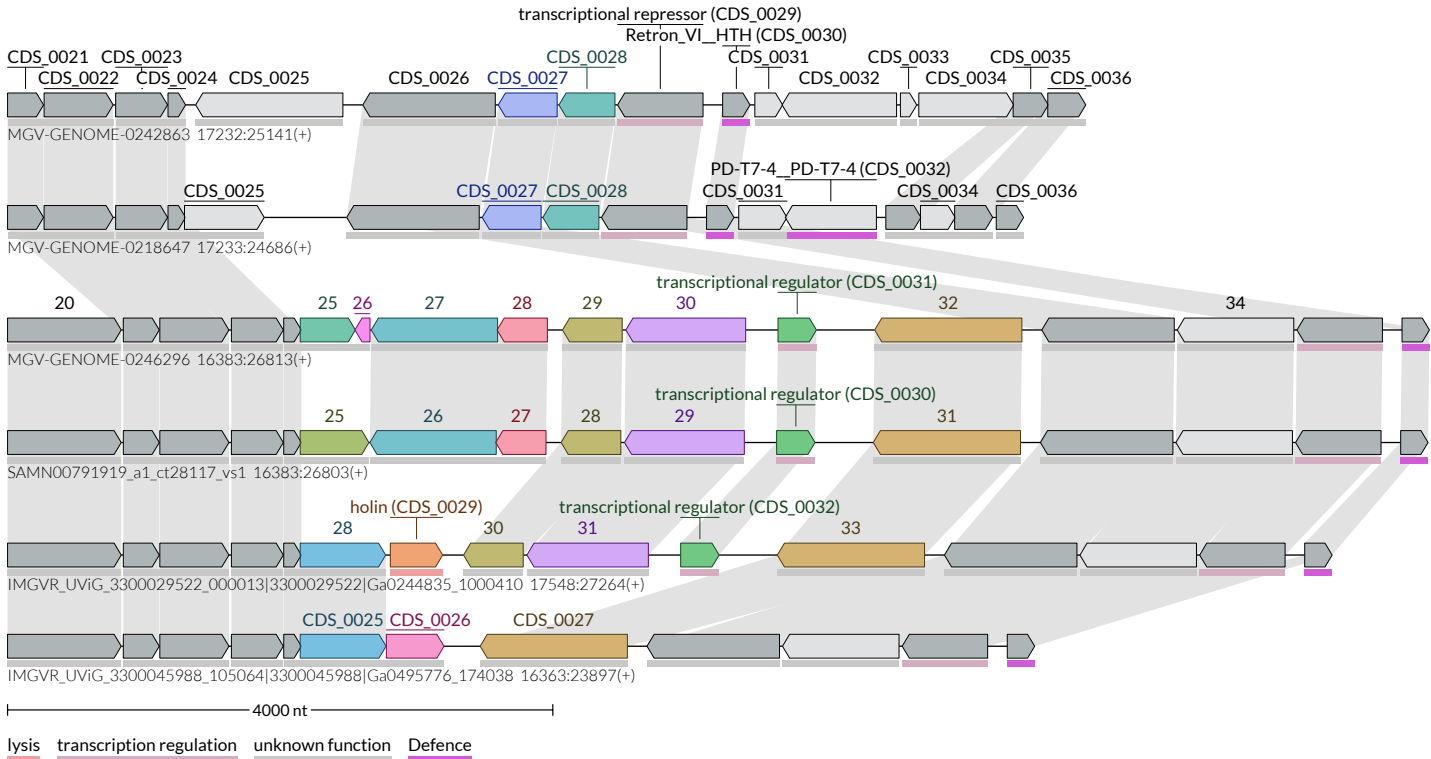 transcriptional repressor (CDS_0029)
Retron_VI__HTH (CDS_0030)
CDS_0021 CDS_0023 CDS_0028 CDS_0031 CDS_0033 CDS_0035
CDS_0022 CDS_0024 CDS_0025 CDS_0026 CDS_0027 CDS_0032 CDS_0034 CDS_0036
MGV-GENOME-0242863 17232:25141(+)
PD-T7-4__PD-T7-4 (CDS_0032)
CDS_0025 CDS_0027 CDS_0028 CDS_0031 CDS_0034 CDS_0036
MGV-GENOME-0218647 17233:24686(+)
transcriptional regulator (CDS_0031)
20 25 26 27 28 29 30 32 34
MGV-GENOME-0246296 16383:26813(+)
transcriptional regulator (CDS_0030)
25 26 27 28 29 31
SAMN00791919_a1_ct28117_vs1 16383:26803(+)
holin (CDS_0029) transcriptional regulator (CDS_0032)
28 30 31 33
IMGVR_UViG_3300029522_000013|3300029522|Ga0244835_1000410 17548:27264(+)
CDS_0025 CDS_0026 CDS_0027
IMGVR_UViG_3300045988_105064|3300045988|Ga0495776_174038 16363:23897(+)
4000 nt
lysis transcription regulation unknown function Defence